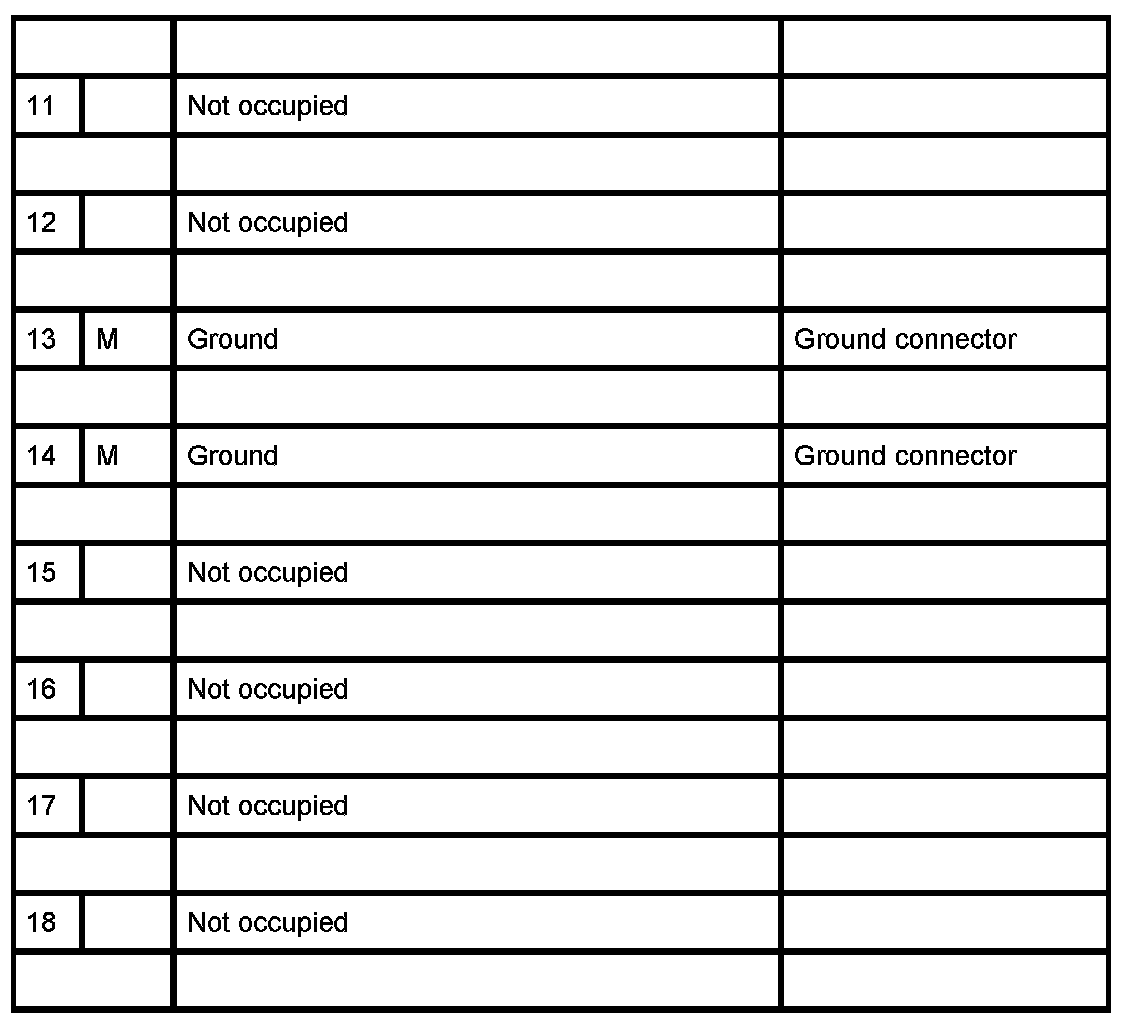 11 Not occupied
12 Not occupied
13 M Ground Ground connector
14 M Ground Ground connector
15 Not occupied
16 Not occupied
17 Not occupied
18 Not occupied